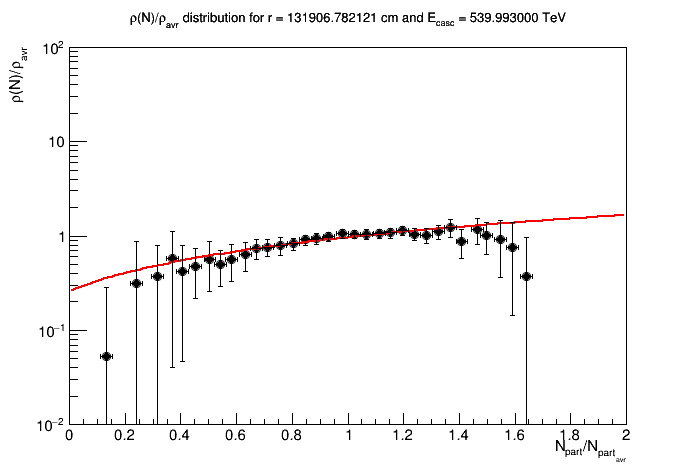 ρ(N)/ρavr distribution for r = 131906.782121 cm and Ecasc = 539.993000 TeV
ρ(N)/ρavr
10²
10
1
10⁻¹
10⁻²
0 0.2 0.4 0.6 0.8 1 1.2 1.4 1.6 1.8 2
Npart/Npartavr